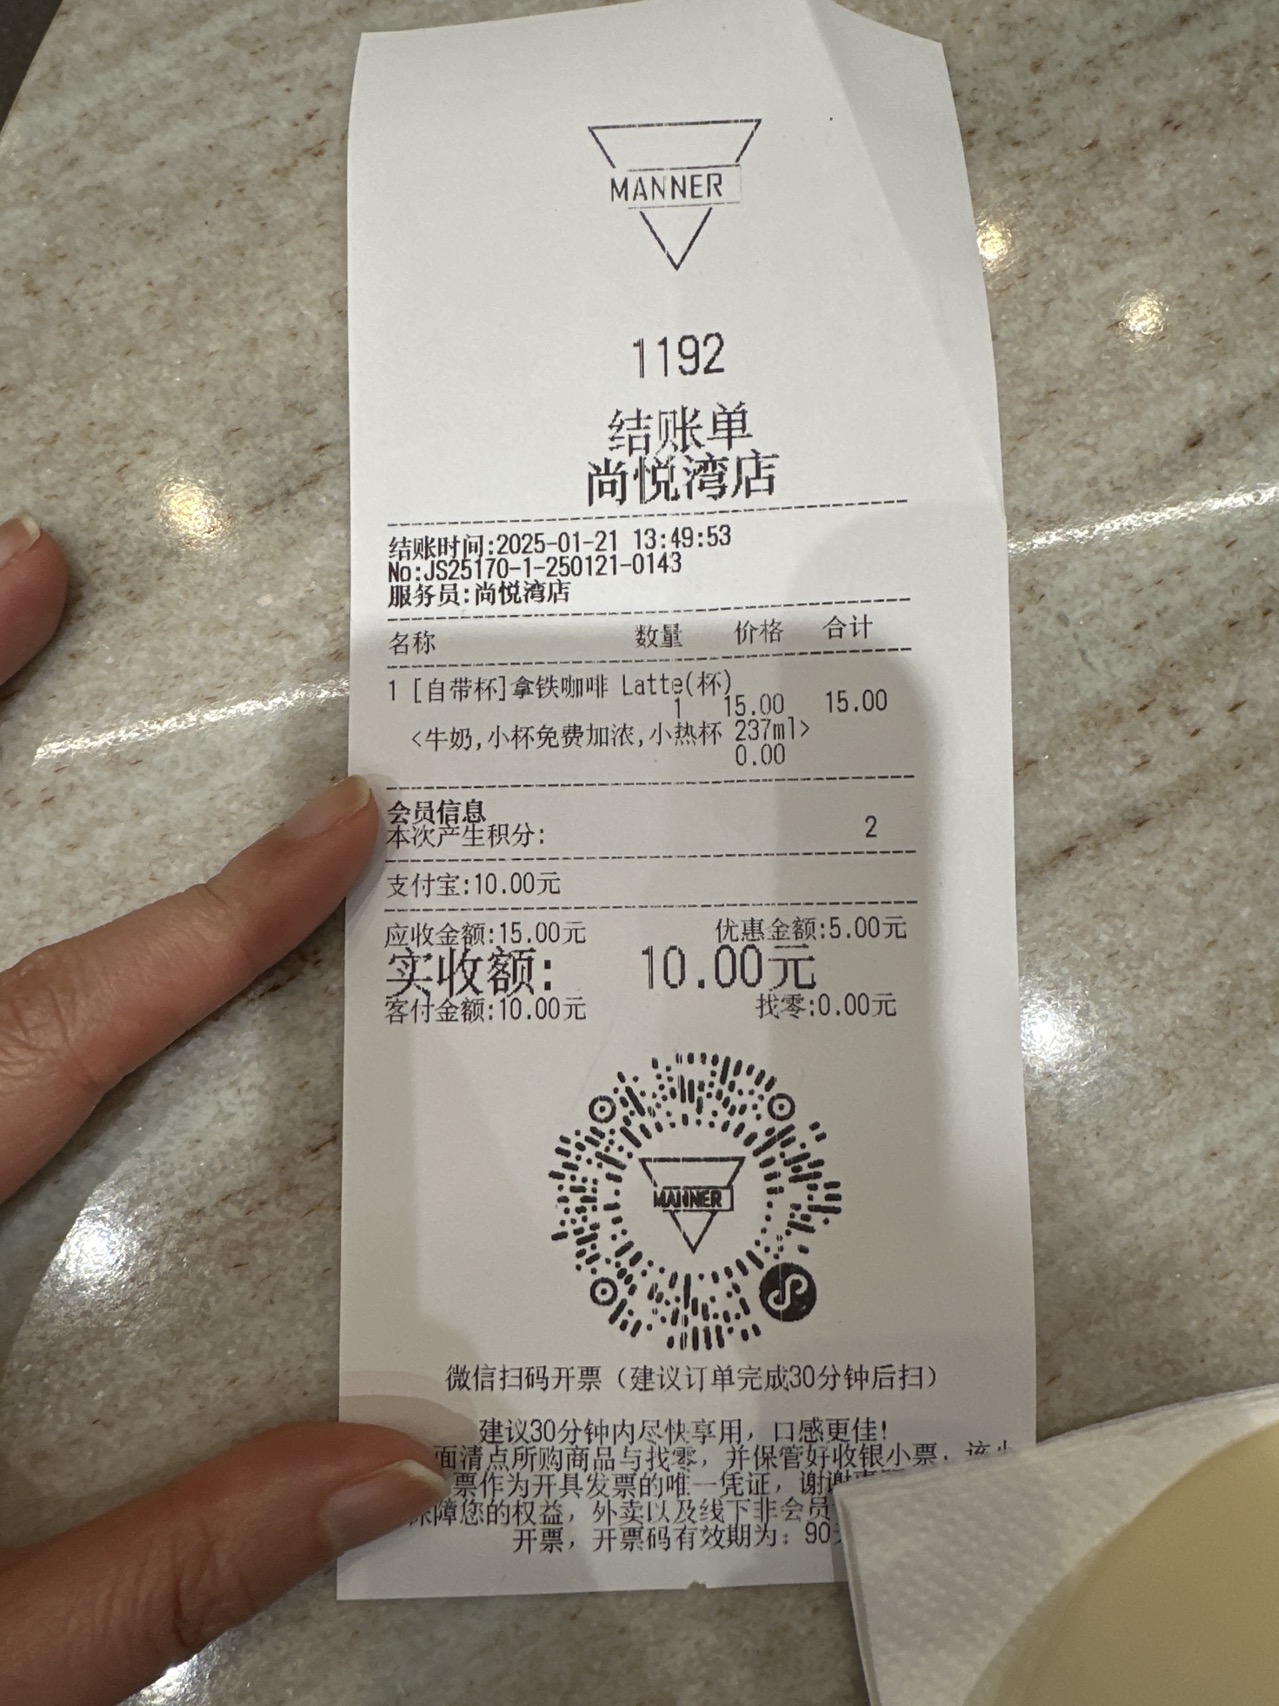 MANNER
1192
结账单
尚悦湾店
结账时间:2025-01-21 13:49:53
No:JS25170-1-250121-0143
服务员:尚悦湾店
名称 数量 价格 合计
1 [自带杯]拿铁咖啡 Latte(杯)
1 15.00 15.00
<牛奶,小杯免费加浓,小热杯 237ml>
0.00
会员信息
本次产生积分: 2
支付宝:10.00元
应收金额:15.00元 优惠金额:5.00元
实收额: 10.00元
客付金额:10.00元 找零:0.00元
MANNER
微信扫码开票（建议订单完成30分钟后扫）
建议30分钟内尽快享用，口感更佳!
面清点所购商品与找零，并保管好收银小票，该
票作为开具发票的唯一凭证，谢谢
保障您的权益，外卖以及线下非会员
开票，开票码有效期为：90